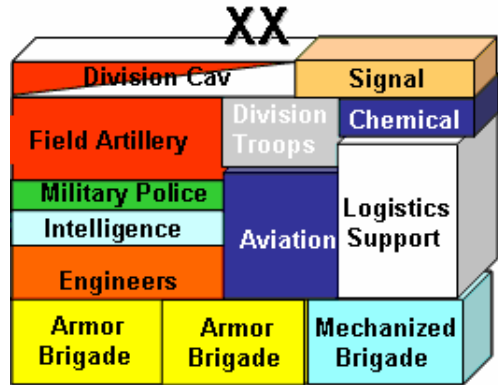 XX
Division Cav
Signal
Field Artillery
Division
Troops
Chemical
Military Police
Intelligence
Engineers
Aviation
Logistics
Support
Armor
Brigade
Armor
Brigade
Mechanized
Brigade